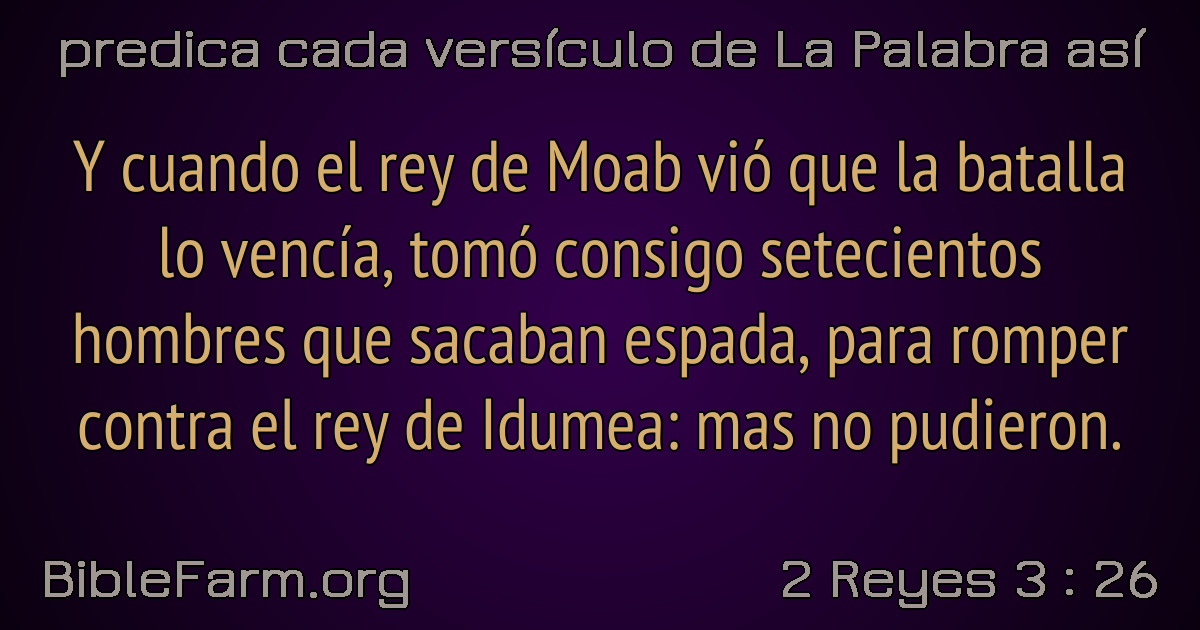 predica cada versículo de La Palabra así
Y cuando el rey de Moab vió que la batalla
lo vencía, tomó consigo setecientos
hombres que sacaban espada, para romper
contra el rey de Idumea: mas no pudieron.
BibleFarm.org
2 Reyes 3 : 26